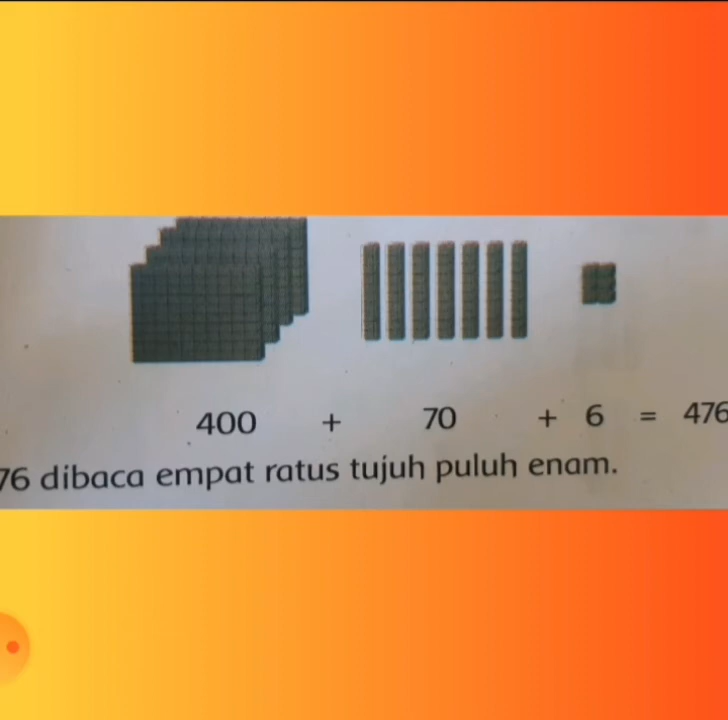 400 + 70 + 6 = 476
76 dibaca empat ratus tujuh puluh enam.